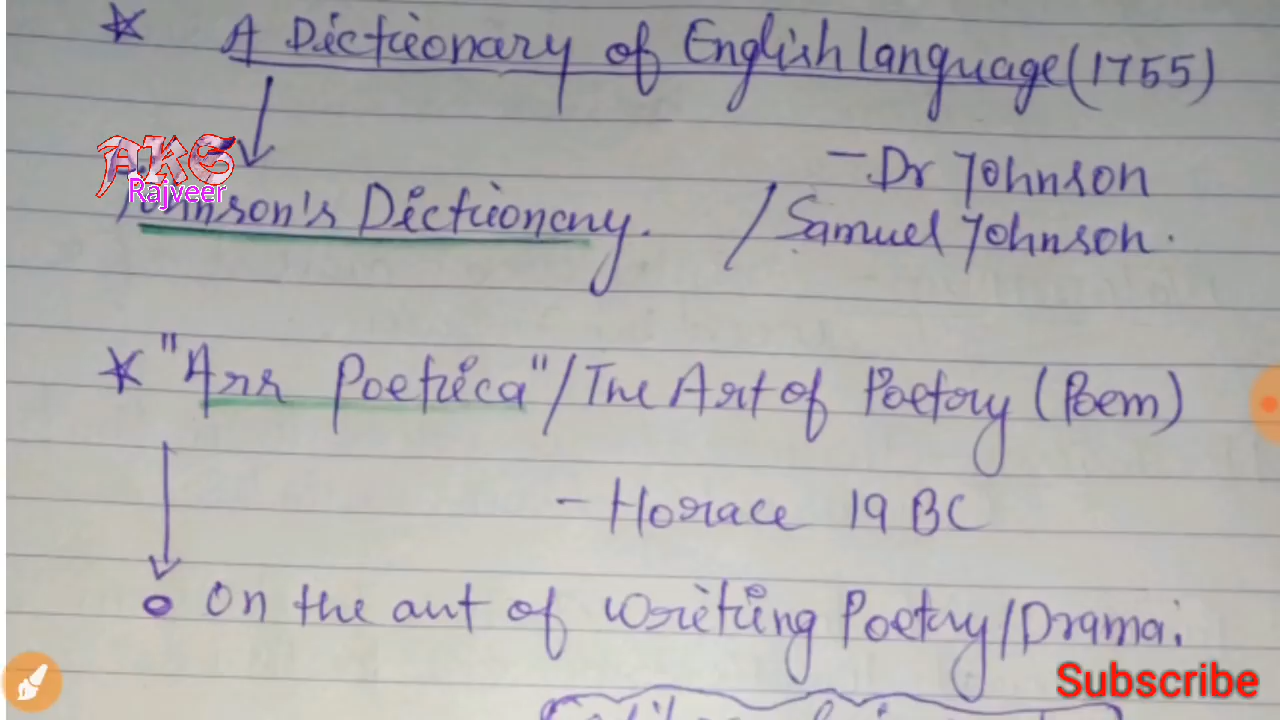 * A Dictionary of English language (1755)
AKS
Rajveer
- Dr Johnson
Johnson's Dictionary. / Samuel Johnson.
* "Ars Poetica" / The Art of Poetry (Poem)
- Horace 19 BC
On the art of writing Poetry/Drama.
Subscribe